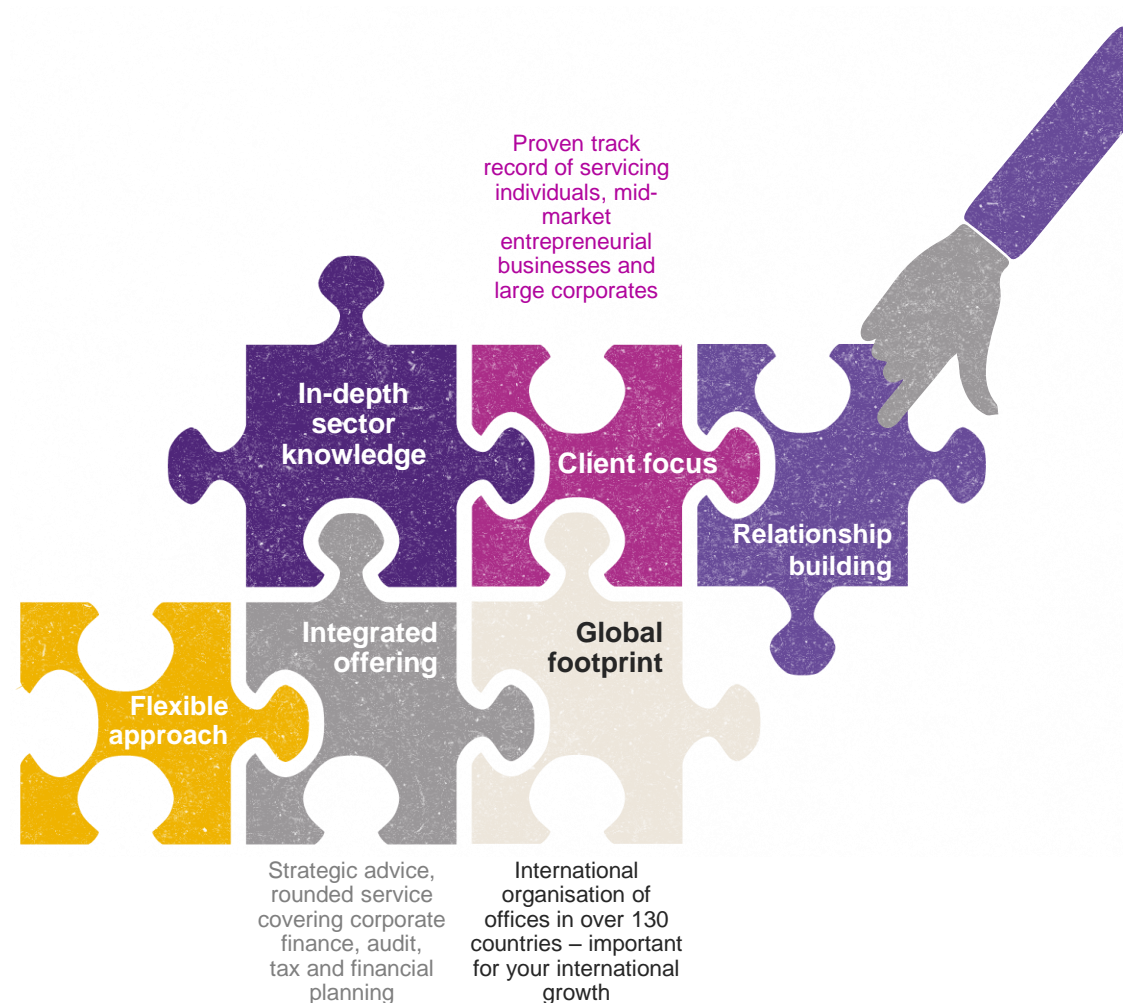 Proven track
record of servicing
individuals, mid-
market
entrepreneurial
businesses and
large corporates
In-depth
sector
knowledge
Client focus
Relationship
building
Flexible
approach
Integrated
offering
Global
footprint
Strategic advice,
rounded service
covering corporate
finance, audit,
tax and financial
planning
International
organisation of
offices in over 130
countries – important
for your international
growth